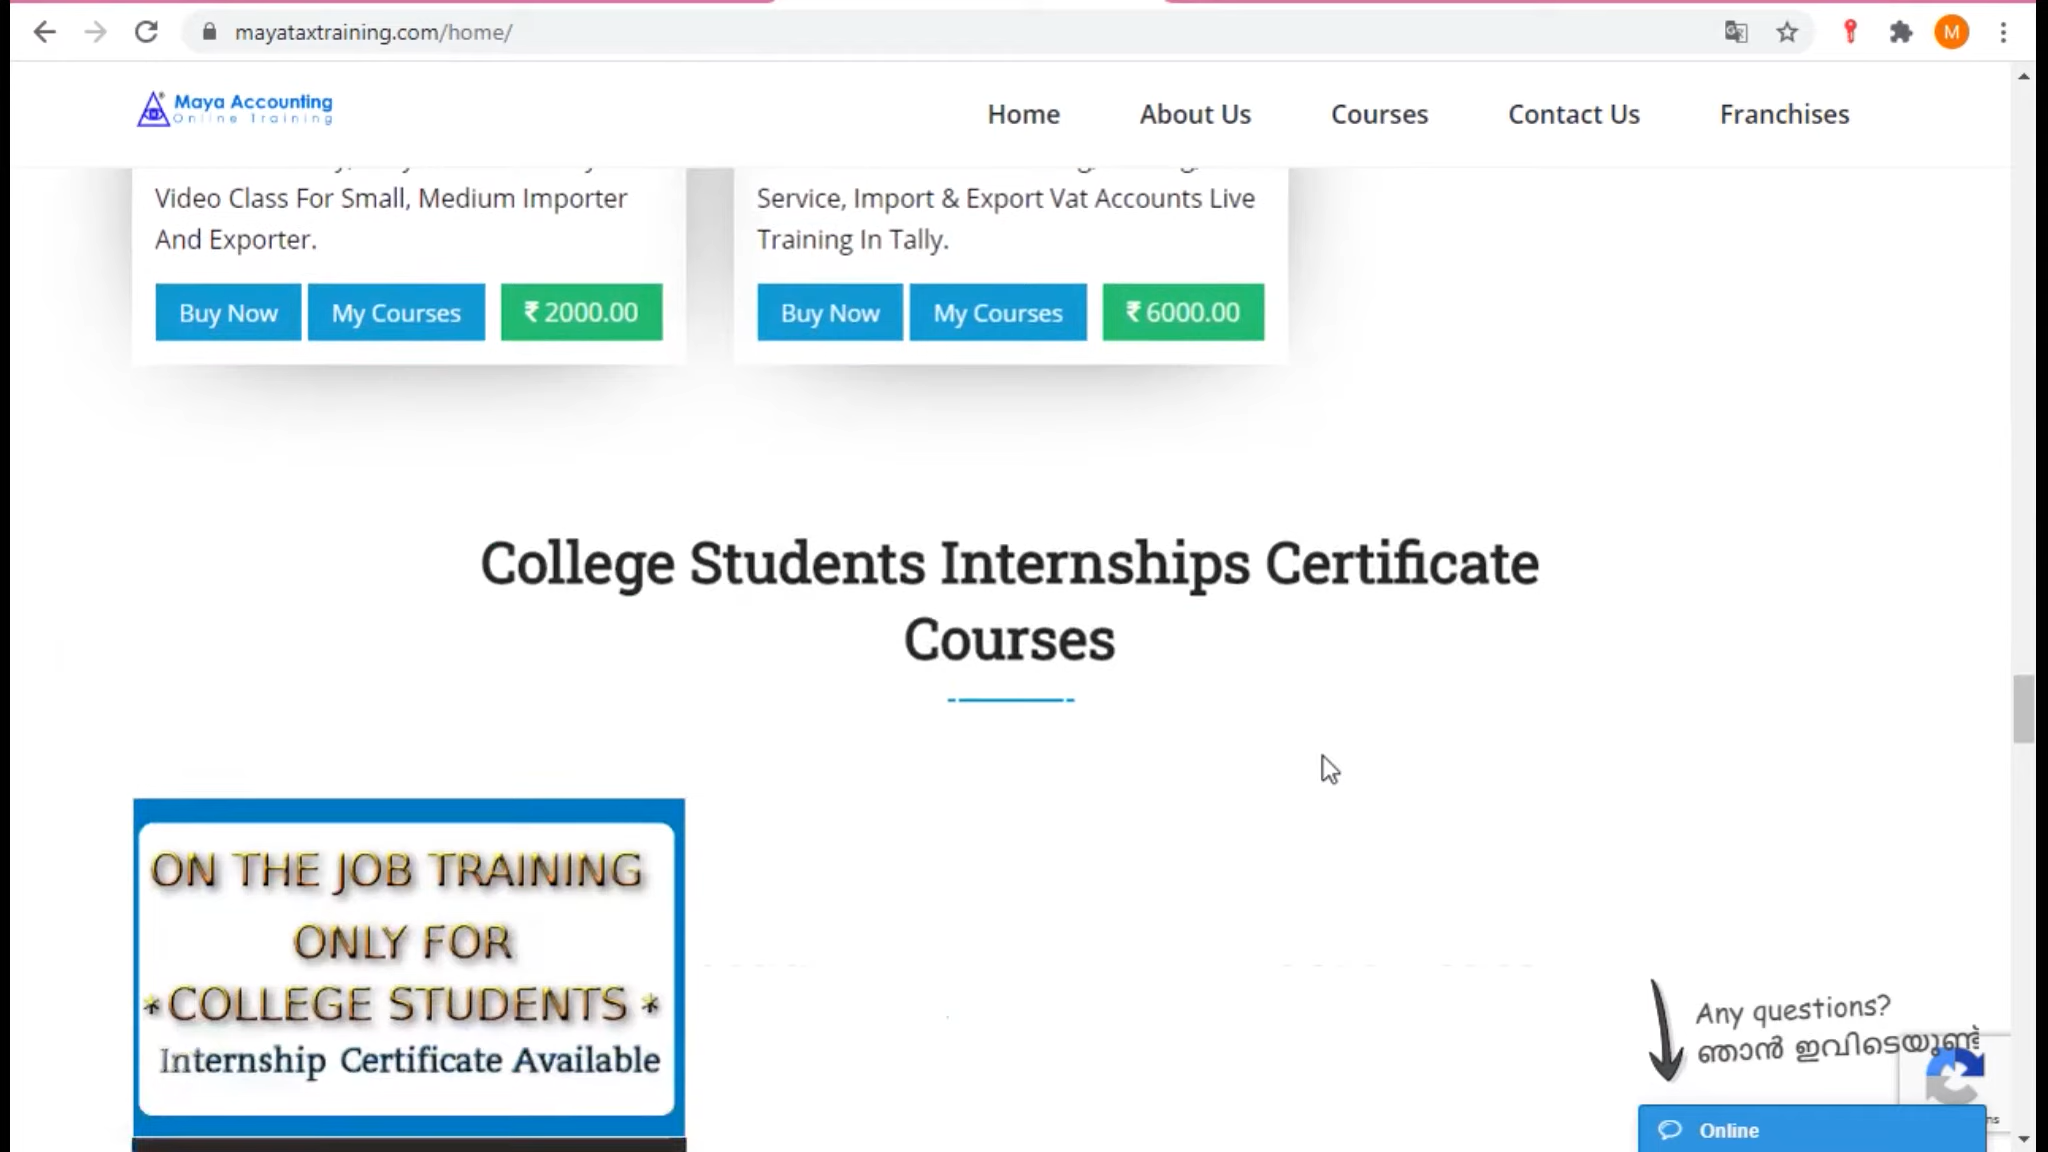 mayataxtraining.com/home/
M
Maya Accounting
Online Training
Home
About Us
Courses
Contact Us
Franchises
Video Class For Small, Medium Importer
And Exporter.
Buy Now
My Courses
₹ 2000.00
Service, Import & Export Vat Accounts Live
Training In Tally.
Buy Now
My Courses
₹ 6000.00
College Students Internships Certificate
Courses
ON THE JOB TRAINING
ONLY FOR
*COLLEGE STUDENTS *
Internship Certificate Available
Any questions?
ഞാൻ ഇവിടെയുണ്ട്
Online